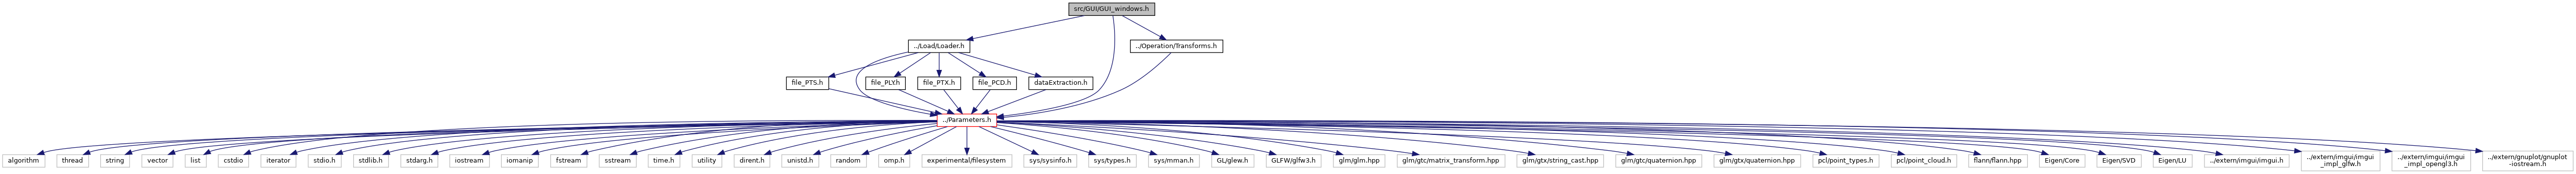 src/GUI/GUI_windows.h
../Load/Loader.h
../Operation/Transforms.h
file_PTS.h
file_PLY.h
file_PTX.h
file_PCD.h
dataExtraction.h
../Parameters.h
algorithm
thread
string
vector
list
cstdio
iterator
stdio.h
stdlib.h
stdarg.h
iostream
iomanip
fstream
sstream
time.h
utility
dirent.h
unistd.h
random
omp.h
experimental/filesystem
sys/sysinfo.h
sys/types.h
sys/mman.h
GL/glew.h
GLFW/glfw3.h
glm/glm.hpp
glm/gtc/matrix_transform.hpp
glm/gtx/string_cast.hpp
glm/gtc/quaternion.hpp
glm/gtx/quaternion.hpp
pcl/point_types.h
pcl/point_cloud.h
flann/flann.hpp
Eigen/Core
Eigen/SVD
Eigen/LU
../extern/imgui/imgui.h
../extern/imgui/imgui
_impl_glfw.h
../extern/imgui/imgui
_impl_opengl3.h
../extern/gnuplot/gnuplot
-iostream.h